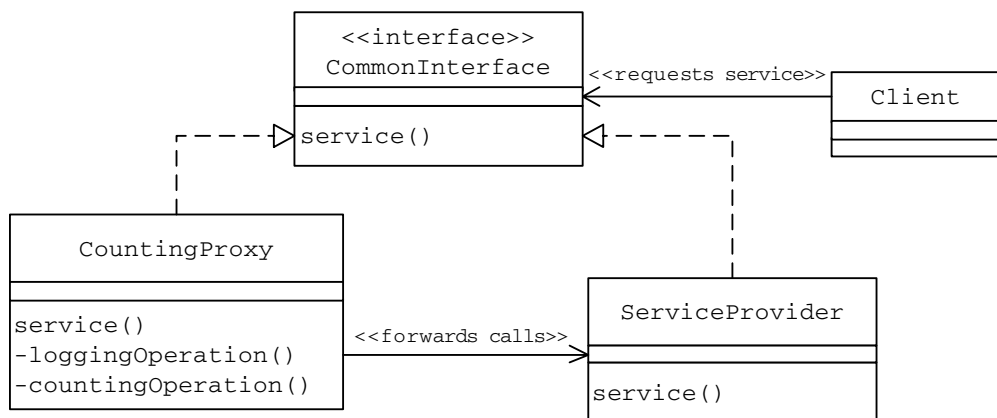 <<interface>>
CommonInterface
service()
<<requests service>>
Client
CountingProxy
service()
-loggingOperation()
-countingOperation()
<<forwards calls>>
ServiceProvider
service()